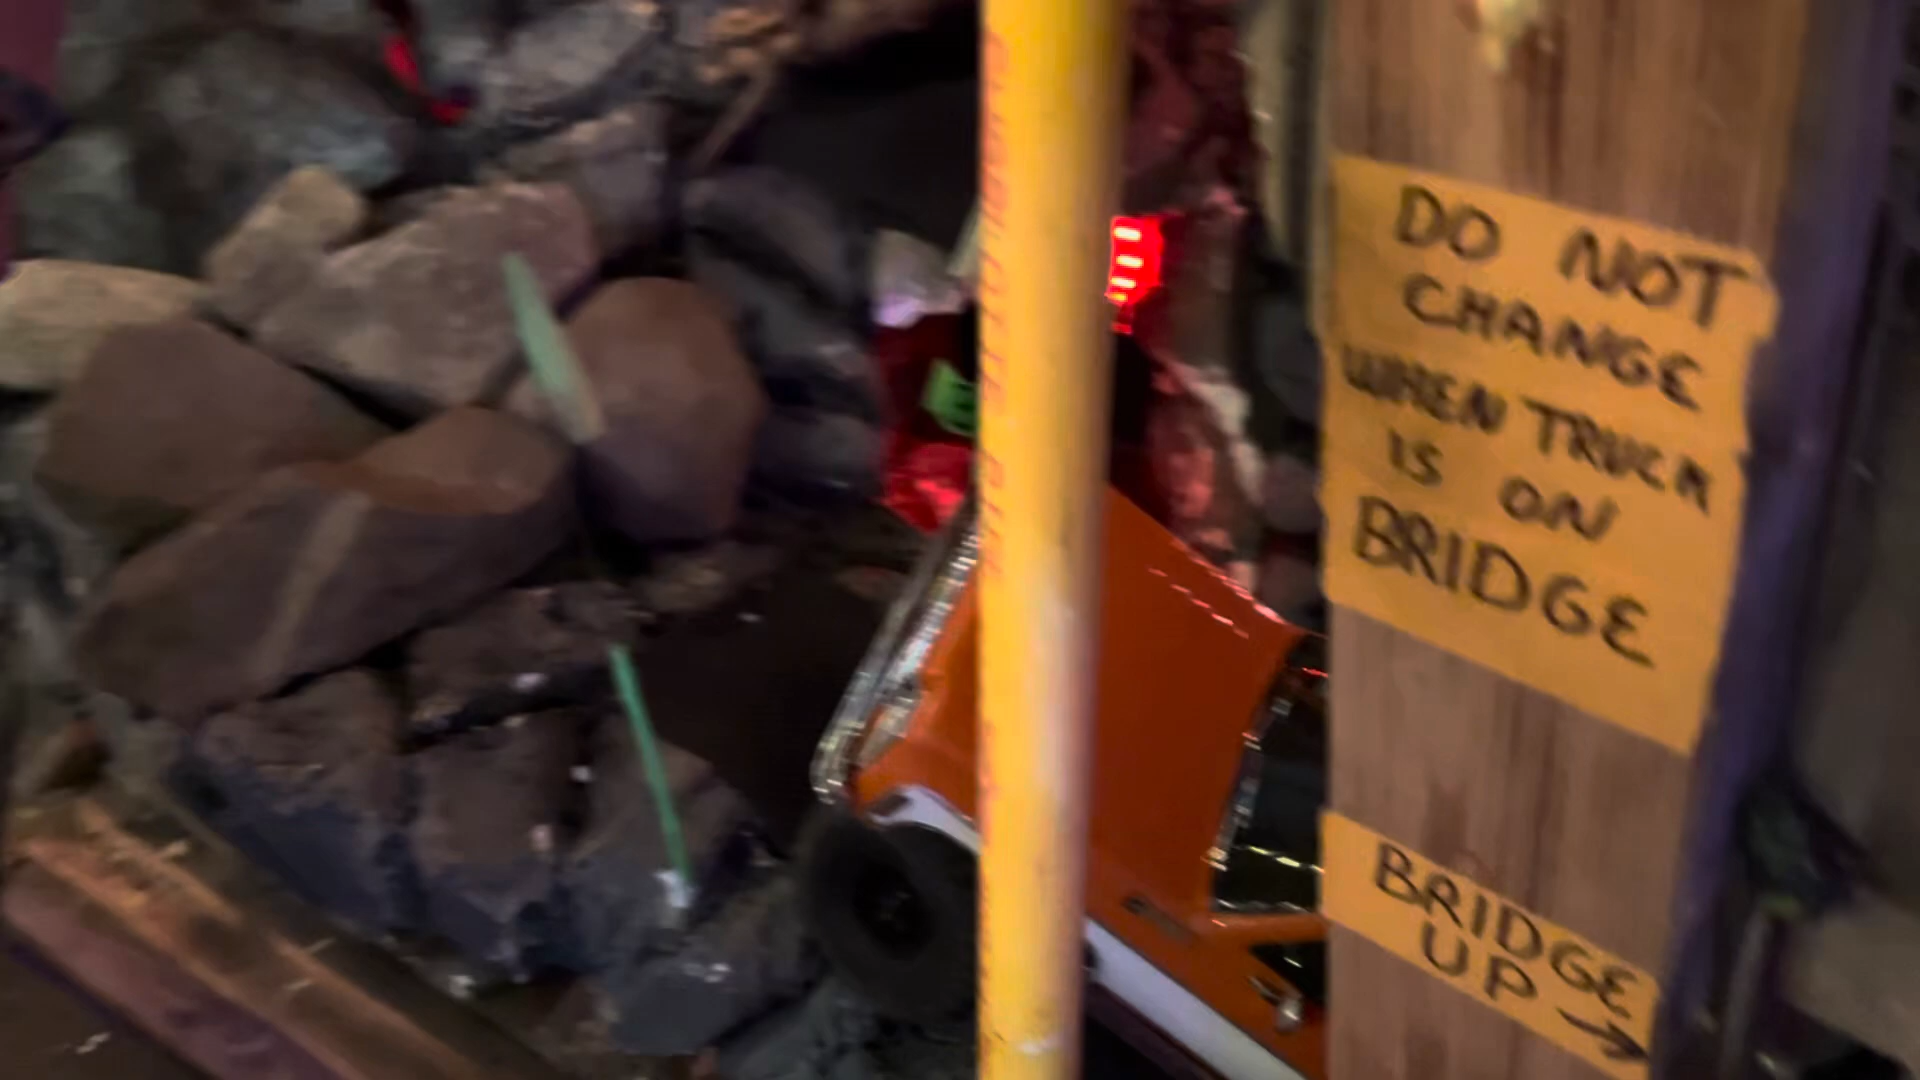 DO NOT
CHANGE
WHEN TRUCK
IS ON
BRIDGE
BRIDGE
UP →